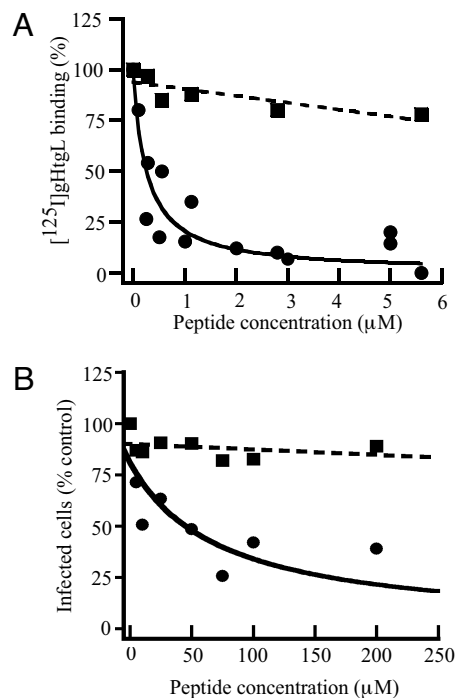 A
125
100
75
50
25
0
[¹²⁵I]gHtgL binding (%)
0 1 2 3 4 5 6
Peptide concentration (µM)
B
125
100
75
50
25
0
Infected cells (% control)
0 50 100 150 200 250
Peptide concentration (µM)